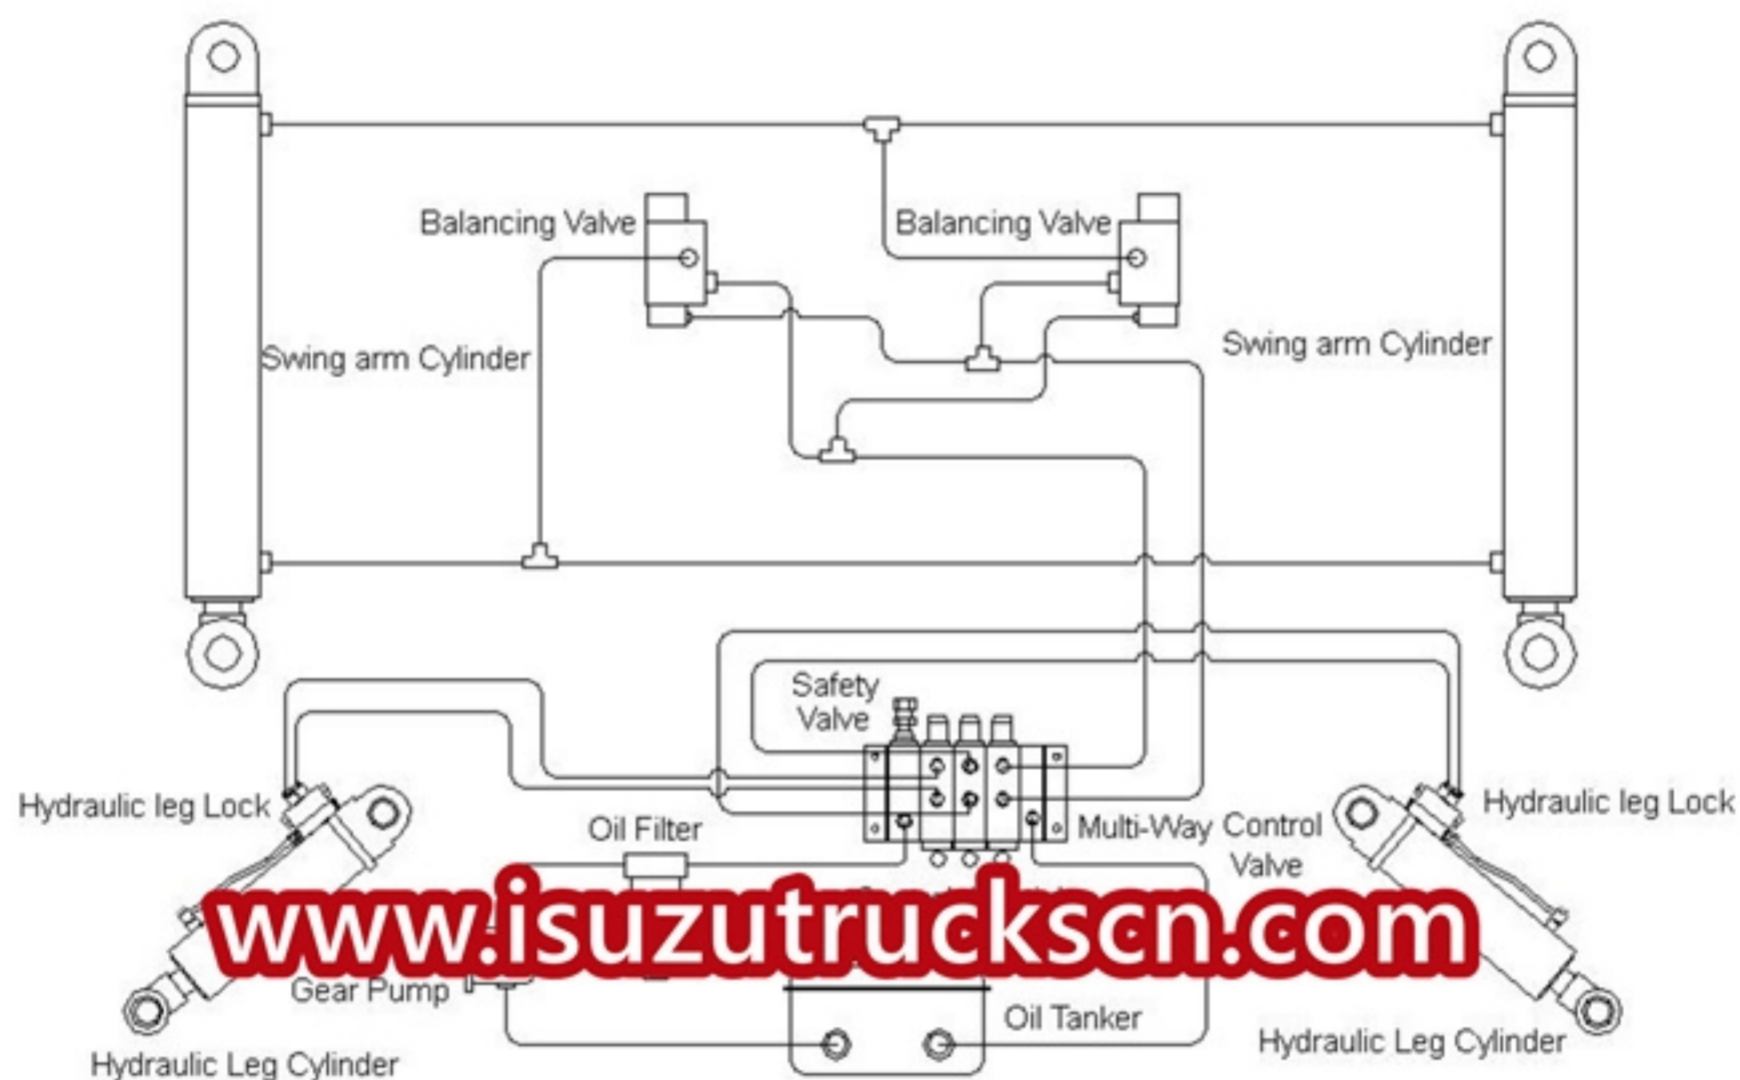 Balancing Valve
Balancing Valve
Swing arm Cylinder
Swing arm Cylinder
Safety
Valve
Hydraulic leg Lock
Hydraulic leg Lock
Oil Filter
Multi-Way Control
Valve
www.isuzutruckscn.com
Gear Pump
Oil Tanker
Hydraulic Leg Cylinder
Hydraulic Leg Cylinder